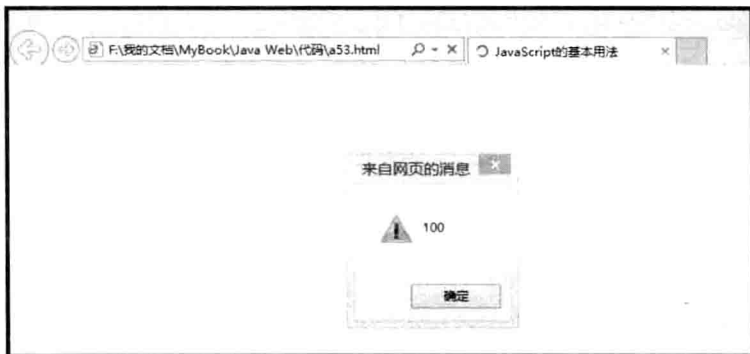 F:\我的文档\MyBook\Java Web\代码\a53.html
JavaScript的基本用法
来自网页的消息
100
确定